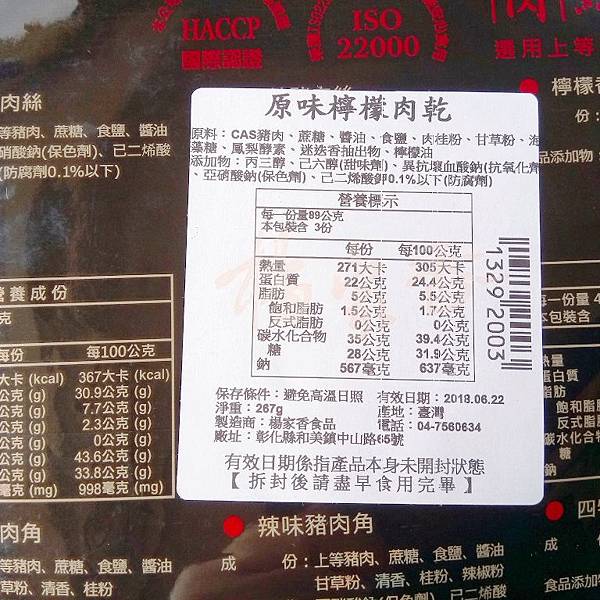 HACCP
國際認證
ISO
22000
肉
適用上等
肉絲
等豬肉、蔗糖、食鹽、醬油
硝酸鈉(保色劑)、己二烯酸
(防腐劑0.1%以下)
檸檬香
份：
品添加物：
原味檸檬肉乾
原料：CAS豬肉、蔗糖、醬油、食鹽、肉桂粉、甘草粉、海
藻糖、鳳梨酵素、迷迭香抽出物、檸檬油
添加物：丙三醇、己六醇(甜味劑)、異抗壞血酸鈉(抗氧化劑)
、亞硝酸鈉(保色劑)、己二烯酸鉀0.1%以下(防腐劑)
營養標示
每一份量89公克
本包裝含 3份
每份 每100公克
熱量 271大卡 305大卡
蛋白質 22公克 24.4公克
脂肪 5公克 5.5公克
飽和脂肪 1.5公克 1.7公克
反式脂肪 0公克 0公克
碳水化合物 35公克 39.4公克
糖 28公克 31.9公克
鈉 567毫克 637毫克
13292003
保存條件：避免高溫日照 有效日期：2018.06.22
淨重：267g 產地：臺灣
製造商：楊家香食品 電話：04-7560634
廠址：彰化縣和美鎮中山路65號
有效日期係指產品本身未開封狀態
【拆封後請盡早食用完畢】
營養成份
克
每份 每100公克
大卡 (kcal) 367大卡 (kcal)
公克 (g) 30.9公克 (g)
公克 (g) 7.7公克 (g)
公克 (g) 2.3公克 (g)
公克 (g) 0公克 (g)
公克 (g) 43.6公克 (g)
公克 (g) 33.8公克 (g)
毫克 (mg) 998毫克 (mg)
每一份量 4
本包裝含
熱量
蛋白質
脂肪
飽和脂
反式脂
碳水化合
糖
鈉
肉角
等豬肉、蔗糖、食鹽、醬油
草粉、清香、桂粉
辣味豬肉角
成 份：上等豬肉、蔗糖、食鹽、醬油
甘草粉、清香、桂粉、辣椒粉
四
成
食品添加物